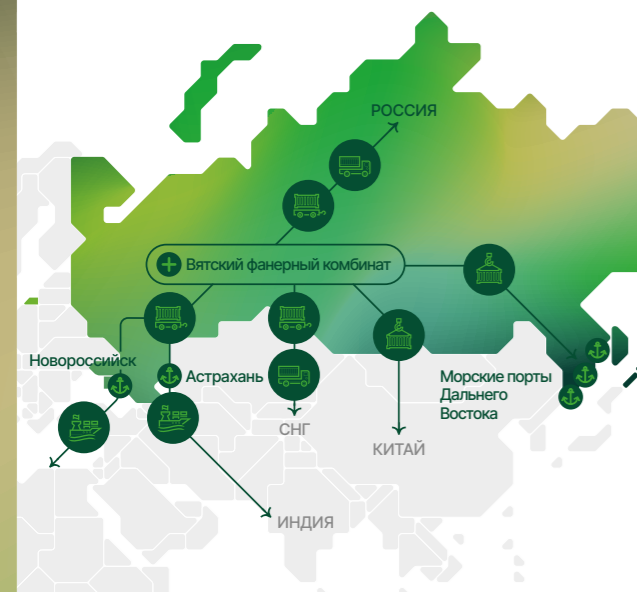 РОССИЯ
Вятский фанерный комбинат
Новороссийск
Астрахань
Морские порты
Дальнего
Востока
СНГ
КИТАЙ
ИНДИЯ